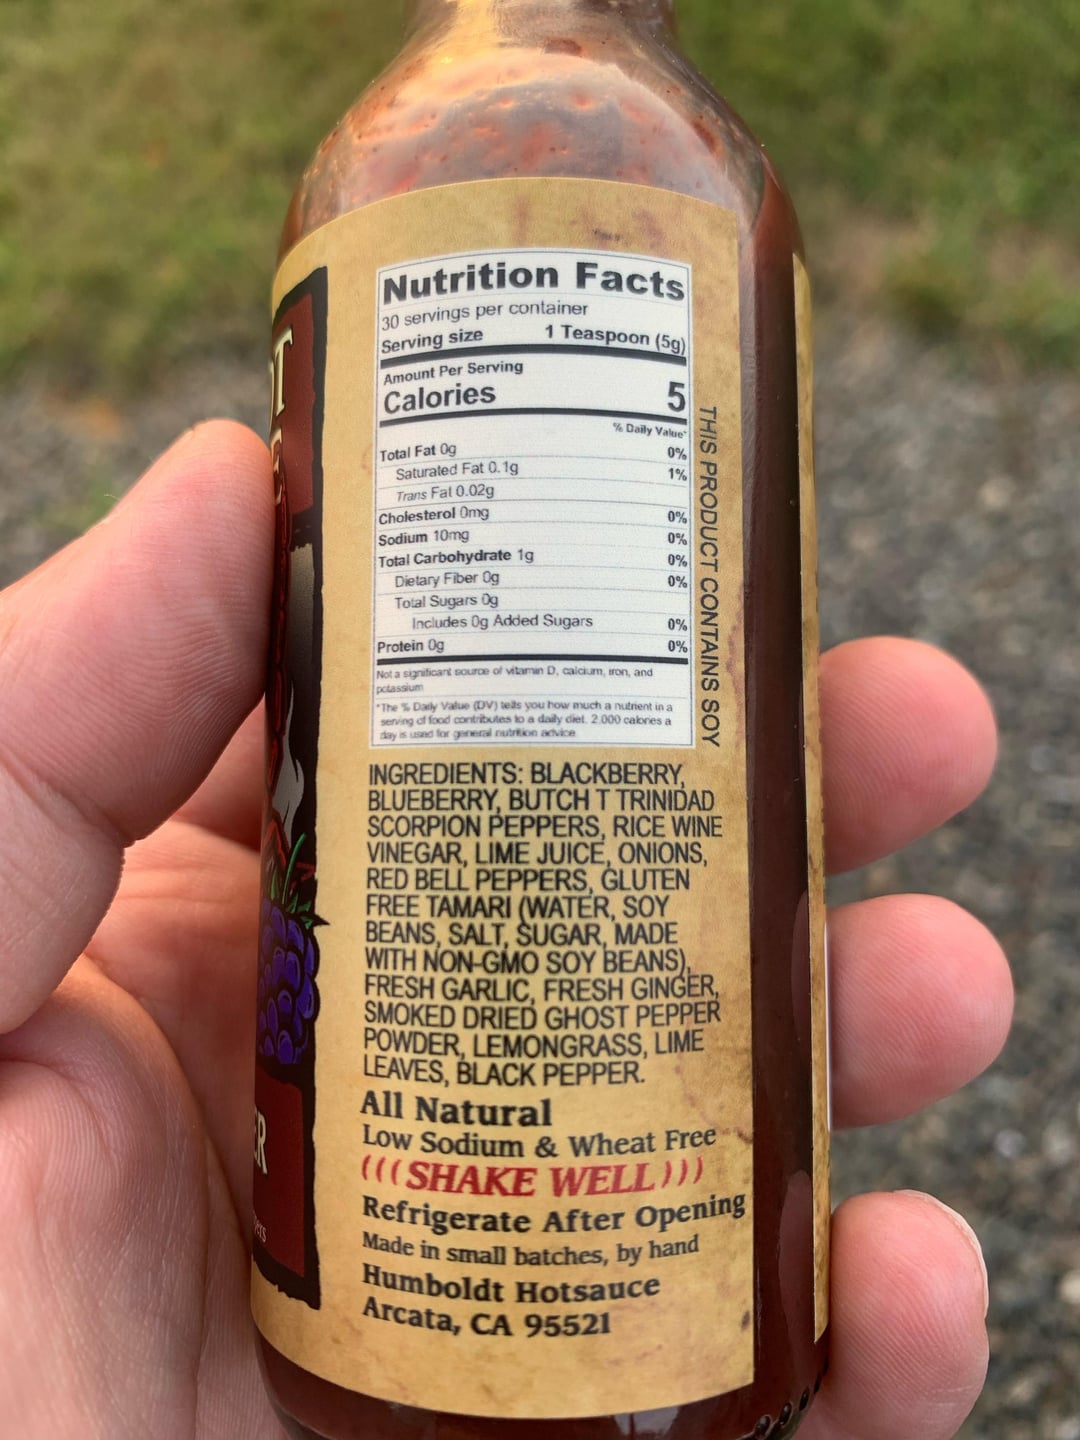 Nutrition Facts
30 servings per container
Serving size 1 Teaspoon (5g)
Amount Per Serving
Calories 5
% Daily Value*
Total Fat 0g 0%
Saturated Fat 0.1g 1%
Trans Fat 0.02g
Cholesterol 0mg 0%
Sodium 10mg 0%
Total Carbohydrate 1g 0%
Dietary Fiber 0g 0%
Total Sugars 0g
Includes 0g Added Sugars 0%
Protein 0g 0%
Not a significant source of vitamin D, calcium, iron, and
potassium
*The % Daily Value (DV) tells you how much a nutrient in a
serving of food contributes to a daily diet. 2,000 calories a
day is used for general nutrition advice
THIS PRODUCT CONTAINS SOY
INGREDIENTS: BLACKBERRY,
BLUEBERRY, BUTCH T TRINIDAD
SCORPION PEPPERS, RICE WINE
VINEGAR, LIME JUICE, ONIONS,
RED BELL PEPPERS, GLUTEN
FREE TAMARI (WATER, SOY
BEANS, SALT, SUGAR, MADE
WITH NON-GMO SOY BEANS),
FRESH GARLIC, FRESH GINGER,
SMOKED DRIED GHOST PEPPER
POWDER, LEMONGRASS, LIME
LEAVES, BLACK PEPPER.
All Natural
Low Sodium & Wheat Free
(((SHAKE WELL)))
Refrigerate After Opening
Made in small batches, by hand
Humboldt Hotsauce
Arcata, CA 95521